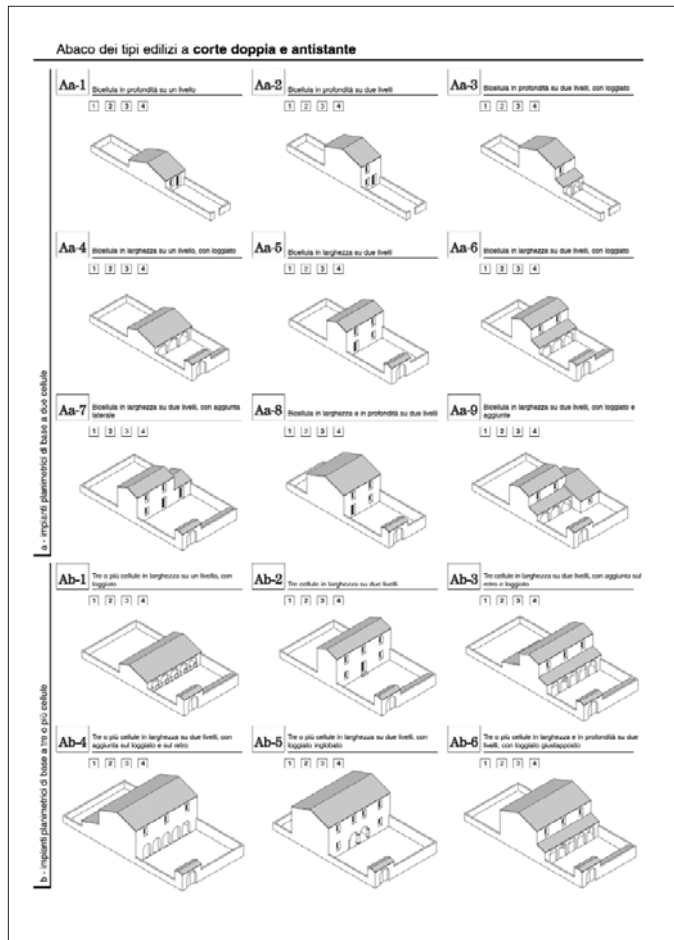 Abaco dei tipi edilizi a corte doppia e antistante
Aa-1 Bicellula in profondità su un livello
1 2 3 4
Aa-2 Bicellula in profondità su due livelli
1 2 3 4
Aa-3 Bicellula in profondità su due livelli, con loggiato
1 2 3 4
Aa-4 Bicellula in larghezza su un livello, con loggiato
1 2 3 4
Aa-5 Bicellula in larghezza su due livelli
1 2 3 4
Aa-6 Bicellula in larghezza su due livelli, con loggiato
1 2 3 4
Aa-7 Bicellula in larghezza su due livelli, con aggiunta
laterale
1 2 3 4
Aa-8 Bicellula in larghezza e in profondità su due livelli
1 2 3 4
Aa-9 Bicellula in larghezza su due livelli, con loggiato e
aggiunte
1 2 3 4
a - impianti planimetrici di base a due cellule
Ab-1 Tre o più cellule in larghezza su un livello, con
loggiato
1 2 3 4
Ab-2 Tre cellule in larghezza su due livelli
1 2 3 4
Ab-3 Tre cellule in larghezza su due livelli, con aggiunta sul
retro e loggiato
1 2 3 4
Ab-4 Tre o più cellule in larghezza su due livelli, con
aggiunta sul loggiato e sul retro
1 2 3 4
Ab-5 Tre o più cellule in larghezza su due livelli, con
loggiato inglobato
1 2 3 4
Ab-6 Tre o più cellule in larghezza e in profondità su due
livelli, con loggiato giustapposto
1 2 3 4
b - impianti planimetrici di base a tre o più cellule